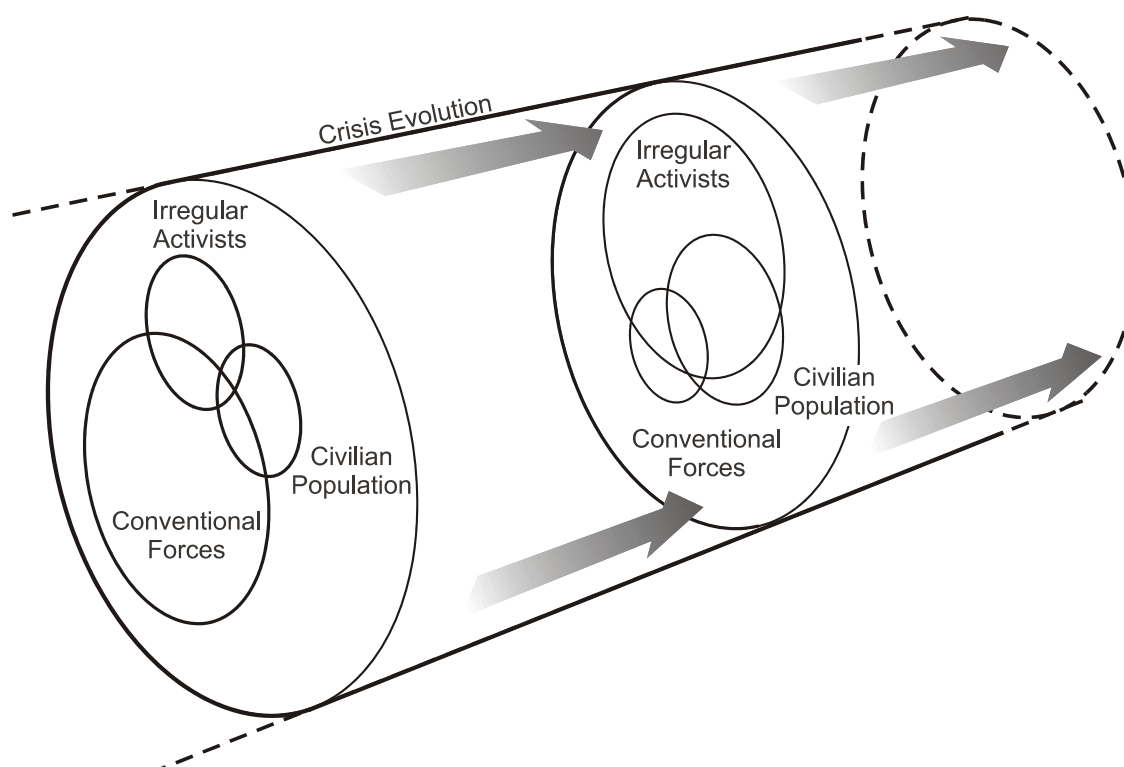 Crisis Evolution
Irregular
Activists
Civilian
Population
Conventional
Forces
Irregular
Activists
Civilian
Population
Conventional
Forces